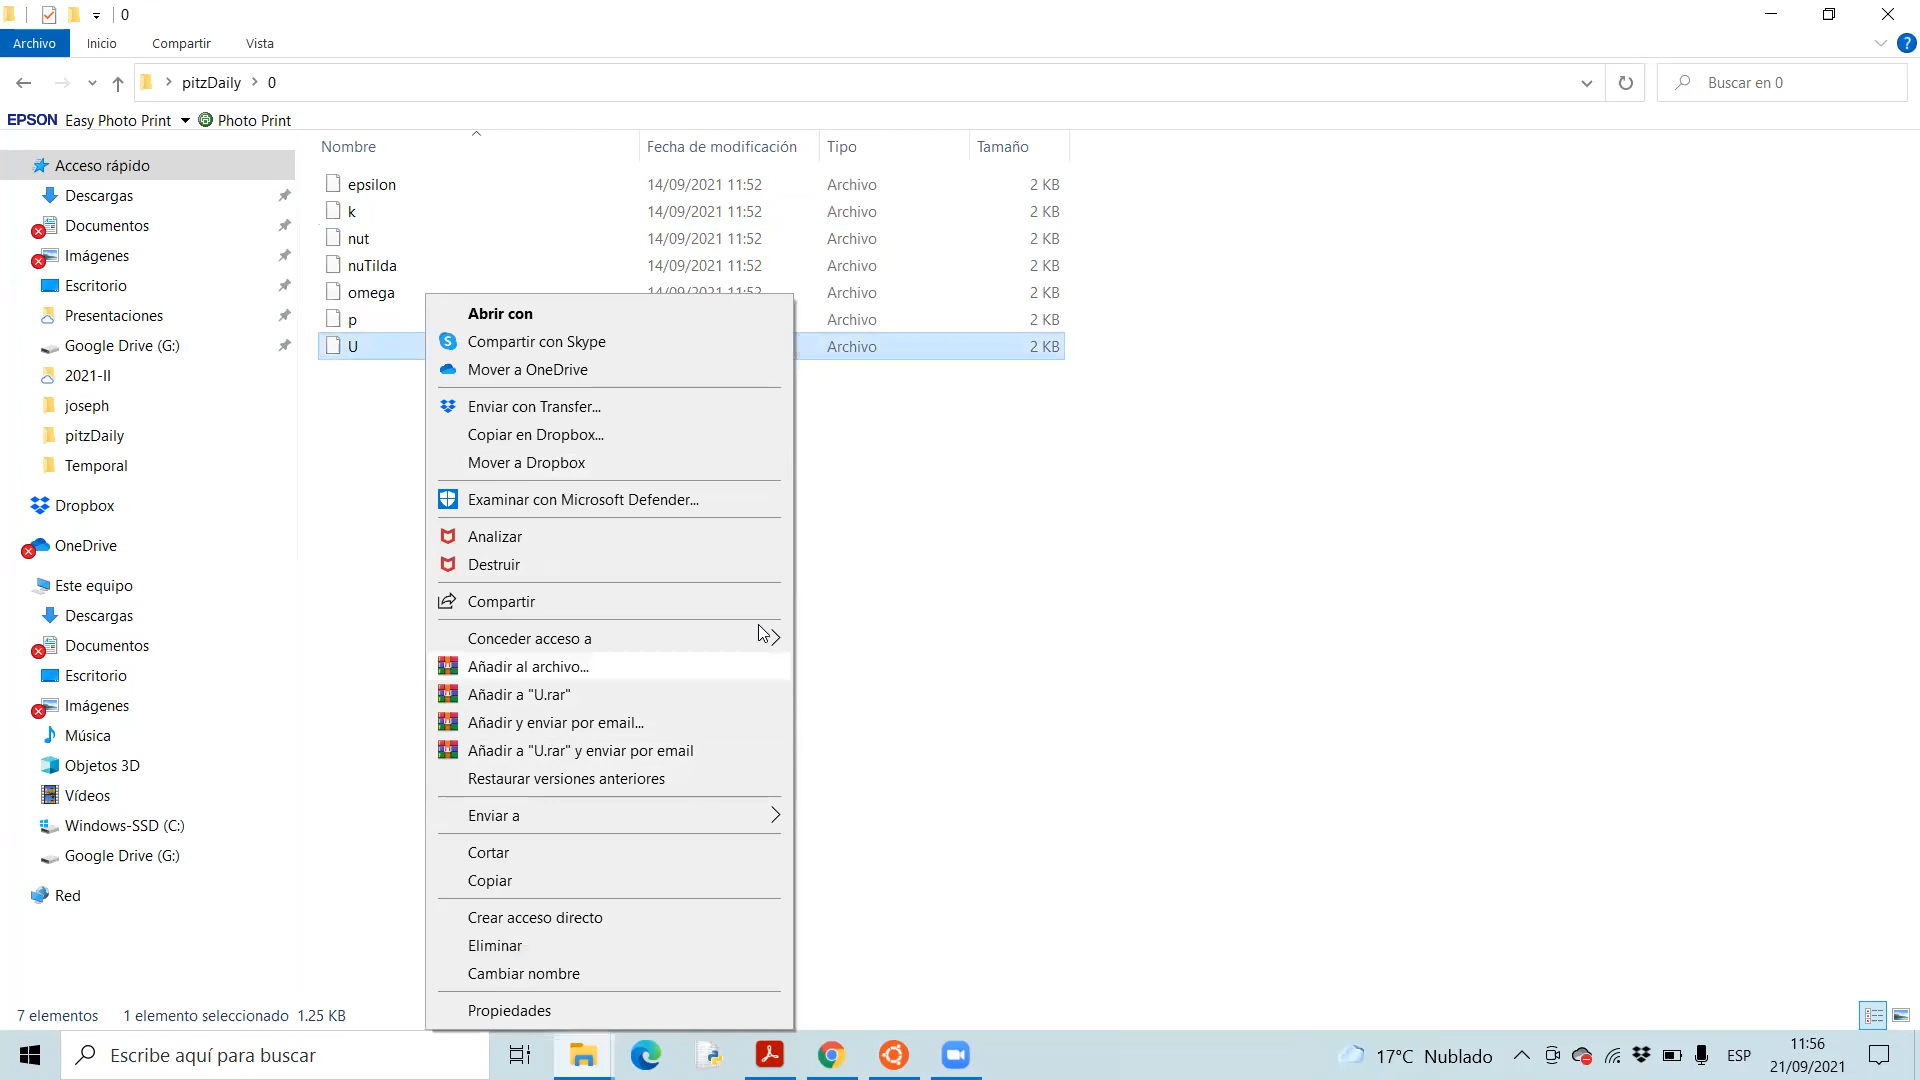 0
Archivo Inicio Compartir Vista
pitzDaily 0 Buscar en 0
EPSON Easy Photo Print Photo Print
Nombre Fecha de modificación Tipo Tamaño
Acceso rápido
Descargas
Documentos
Imágenes
Escritorio
Presentaciones
Google Drive (G:)
2021-II
joseph
pitzDaily
Temporal
Dropbox
OneDrive
Este equipo
Descargas
Documentos
Escritorio
Imágenes
Música
Objetos 3D
Vídeos
Windows-SSD (C:)
Google Drive (G:)
Red
epsilon 14/09/2021 11:52 Archivo 2 KB
k 14/09/2021 11:52 Archivo 2 KB
nut 14/09/2021 11:52 Archivo 2 KB
nuTilda 14/09/2021 11:52 Archivo 2 KB
omega 14/09/2021 11:52 Archivo 2 KB
p Archivo 2 KB
U Archivo 2 KB
Abrir con
Compartir con Skype
Mover a OneDrive
Enviar con Transfer...
Copiar en Dropbox...
Mover a Dropbox
Examinar con Microsoft Defender...
Analizar
Destruir
Compartir
Conceder acceso a
Añadir al archivo...
Añadir a "U.rar"
Añadir y enviar por email...
Añadir a "U.rar" y enviar por email
Restaurar versiones anteriores
Enviar a
Cortar
Copiar
Crear acceso directo
Eliminar
Cambiar nombre
Propiedades
7 elementos 1 elemento seleccionado 1.25 KB
Escribe aquí para buscar
17°C Nublado
ESP
11:56
21/09/2021